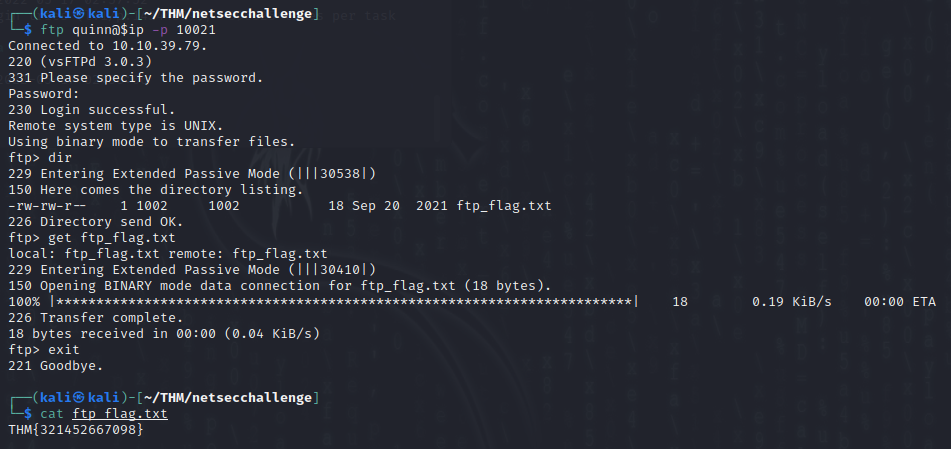 (kali㉿kali)-[~/THM/netsecchallenge]
$ ftp quinn@$ip -p 10021
Connected to 10.10.39.79.
220 (vsFTPd 3.0.3)
331 Please specify the password.
Password:
230 Login successful.
Remote system type is UNIX.
Using binary mode to transfer files.
ftp> dir
229 Entering Extended Passive Mode (|||30538|)
150 Here comes the directory listing.
-rw-rw-r-- 1 1002 1002 18 Sep 20 2021 ftp_flag.txt
226 Directory send OK.
ftp> get ftp_flag.txt
local: ftp_flag.txt remote: ftp_flag.txt
229 Entering Extended Passive Mode (|||30410|)
150 Opening BINARY mode data connection for ftp_flag.txt (18 bytes).
100% |************************************************************************| 18 0.19 KiB/s 00:00 ETA
226 Transfer complete.
18 bytes received in 00:00 (0.04 KiB/s)
ftp> exit
221 Goodbye.
(kali㉿kali)-[~/THM/netsecchallenge]
$ cat ftp_flag.txt
THM{321452667098}